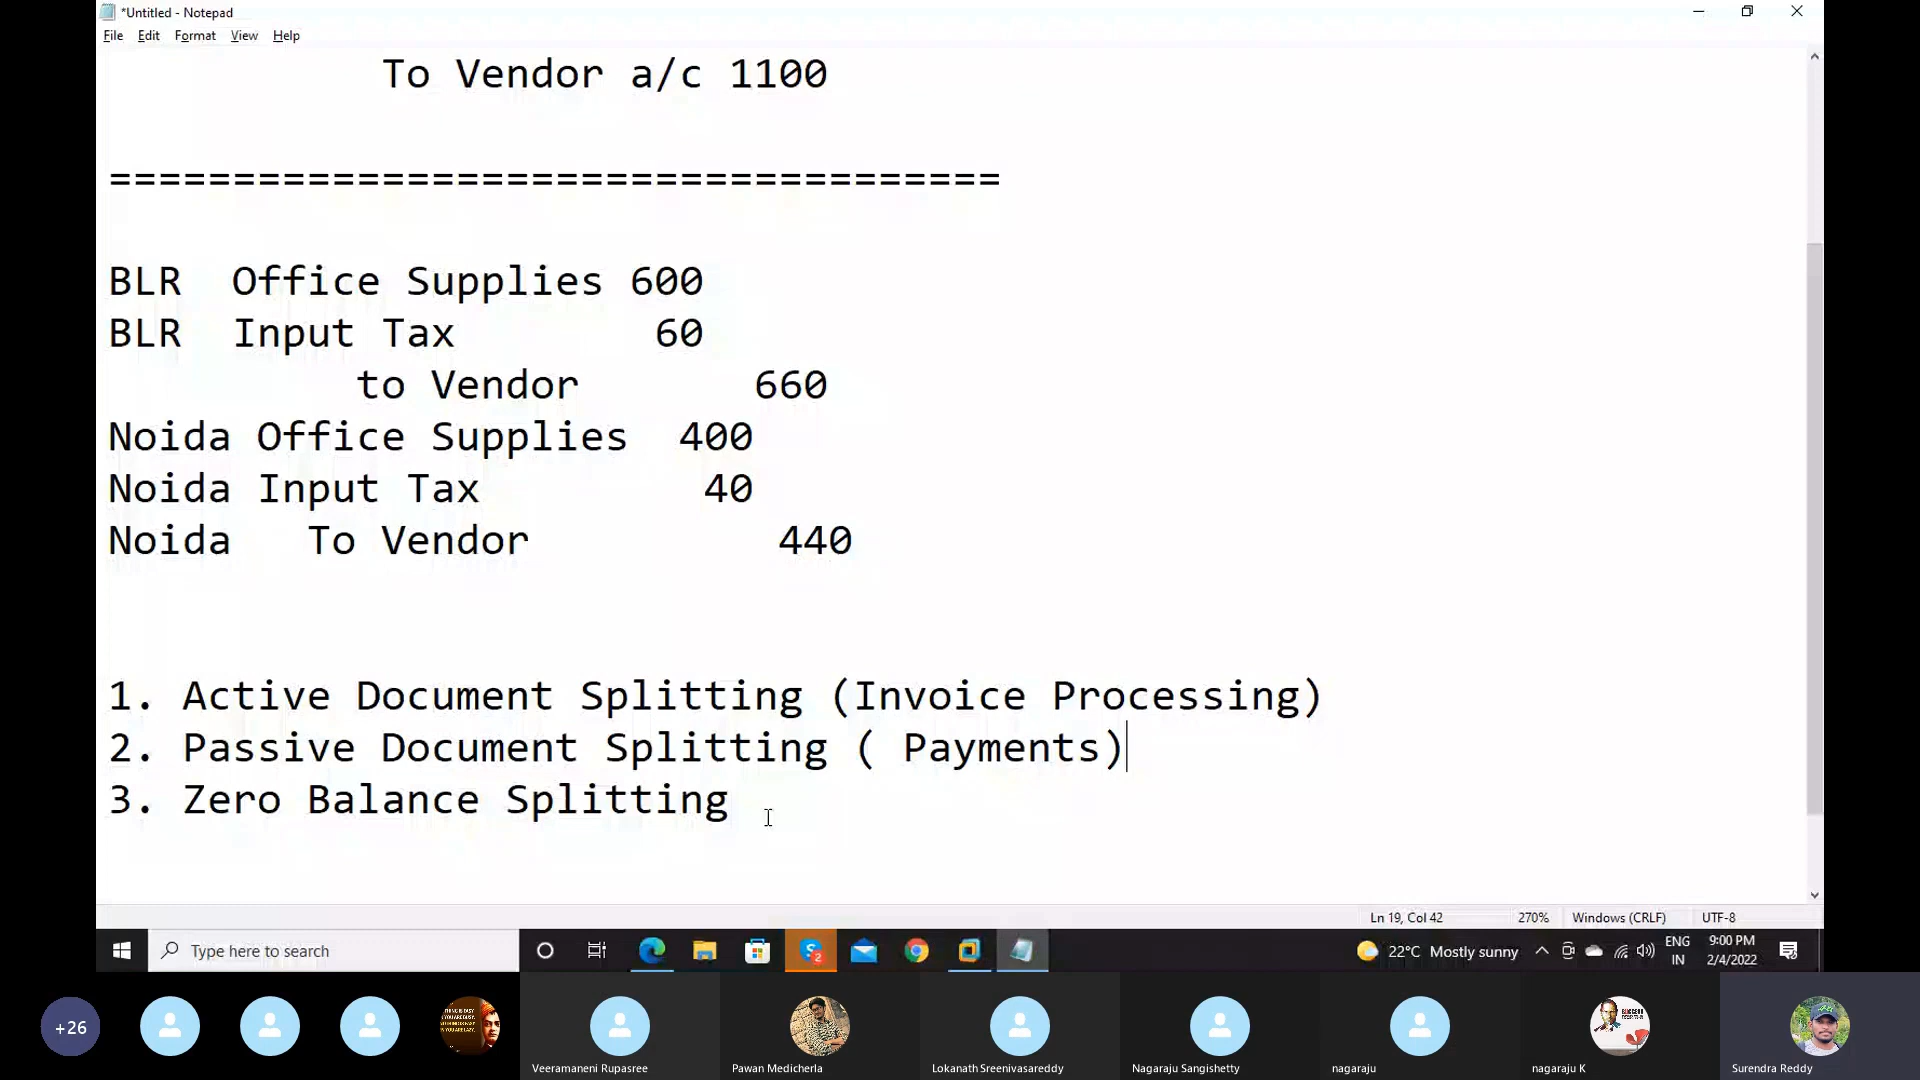 *Untitled - Notepad
File Edit Format View Help
To Vendor a/c 1100
====================================
BLR Office Supplies 600
BLR Input Tax 60
to Vendor 660
Noida Office Supplies 400
Noida Input Tax 40
Noida To Vendor 440
1. Active Document Splitting (Invoice Processing)
2. Passive Document Splitting ( Payments)
3. Zero Balance Splitting
Ln 19, Col 42 270% Windows (CRLF) UTF-8
Type here to search
2
22°C Mostly sunny
ENG
IN
9:00 PM
2/4/2022
+26
Veeramaneni Rupasree
Pawan Medicherla
Lokanath Sreenivasareddy
Nagaraju Sangishetty
nagaraju
nagaraju K
Surendra Reddy